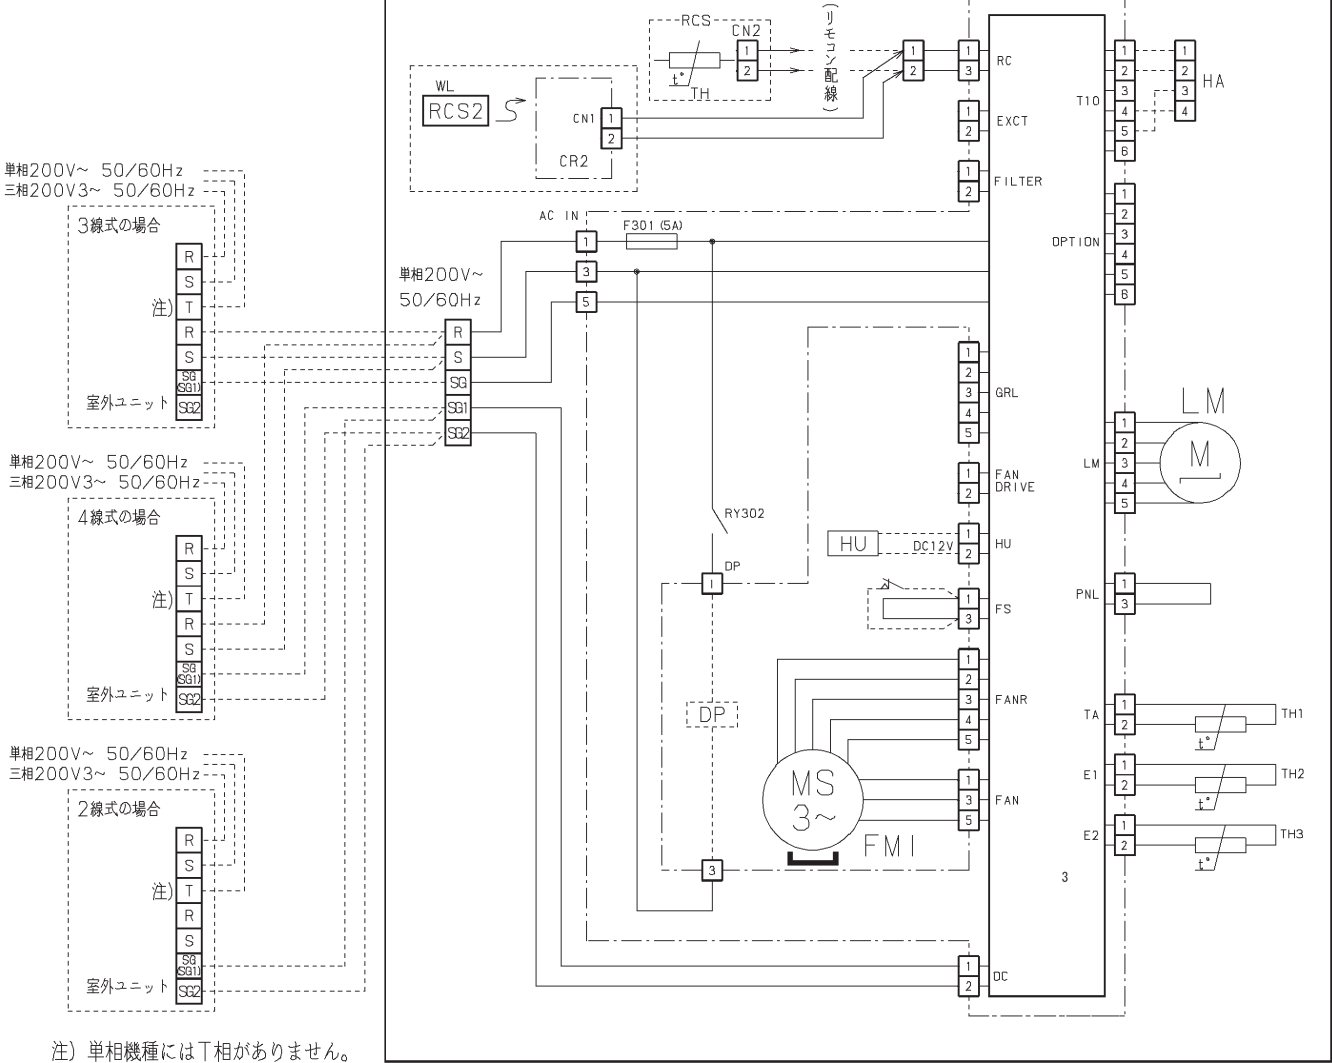 RCS
CN2
1
2
t°
TH
(リモコン配線)
1
2
WL
RCS2
CN1
1
2
CR2
1
3
RC
1
2
EXCT
1
2
FILTER
T10
1
2
3
4
5
6
1
2
3
4
HA
OPTION
1
2
3
4
5
6
単相200V~ 50/60Hz
三相200V3~ 50/60Hz
3線式の場合
R
S
注) T
R
S
SG
(SG1)
SG2
室外ユニット
単相200V~ 50/60Hz
三相200V3~ 50/60Hz
4線式の場合
R
S
注) T
R
S
SG
(SG1)
SG2
室外ユニット
単相200V~ 50/60Hz
三相200V3~ 50/60Hz
2線式の場合
R
S
注) T
R
S
SG
(SG1)
SG2
室外ユニット
注) 単相機種にはT相がありません。
単相200V~
50/60Hz
R
S
SG
SG1
SG2
AC IN
1
3
5
F301 (5A)
RY302
DP
1
DP
3
1
2
3
4
5
GRL
1
2
FAN
DRIVE
HU
DC12V
1
2
HU
1
3
FS
1
2
3
4
5
FANR
1
3
5
FAN
MS
3~
FMI
1
2
DC
3
LM
1
2
3
4
5
LM
M
PNL
1
3
TA
1
2
t°
TH1
E1
1
2
t°
TH2
E2
1
2
t°
TH3